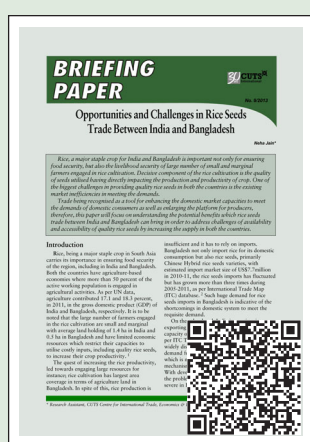 BRIEFING
PAPER
30 CUTS
No. 8/2013
Opportunities and Challenges in Rice Seeds
Trade Between India and Bangladesh
Neha Jain*
Rice, a major staple crop for India and Bangladesh is important not only for ensuring
food security, but also the livelihood security of large number of small and marginal
farmers engaged in rice cultivation. Decisive component of the rice cultivation is the quality
of seeds utilised having directly impacting the production and productivity of crop. One of
the biggest challenges in providing quality rice seeds in both the countries is the existing
market inefficiencies in meeting the demands.
Trade being recognised as a tool for enhancing the domestic market capacities to meet
the demands of domestic consumers as well as enlarging the platform for producers,
therefore, this paper will focus on understanding the potential benefits which rice seeds
trade between India and Bangladesh can bring in order to address challenges of availability
and accessibility of quality rice seeds by increasing the supply in both the countries.
Introduction
Rice, being a major staple crop in South Asia
carries its importance in ensuring food security
of the region, including in India and Bangladesh.
Both the countries have agriculture based
economies where more than 50 percent of the
active working population is engaged in
agricultural activities. As per UN data,
agriculture contributed 17.1 and 18.3 percent,
in 2011, in the gross domestic product (GDP) of
India and Bangladesh, respectively. It is to be
noted that the large number of farmers engaged
in the rice cultivation are small and marginal
with average land holding of 1.4 ha in India and
0.5 ha in Bangladesh and have limited economic
resources which restrict their capacities to
utilise costly inputs, including quality rice seeds,
to increase their crop productivity.
The quest of increasing the rice productivity,
led towards engaging large resources for
instance; rice cultivation has largest area
coverage in terms of agriculture land in
Bangladesh. In spite of this, rice production is
insufficient and it has to rely on imports.
Bangladesh not only import rice for its domestic
consumption but also rice seeds, primarily
Chinese Hybrid rice seeds varieties, with
estimated import market size of US$7.7million
in 2010-11, the rice seeds imports has fluctuated
but has grown more than three times during
2005-2011, as per International Trade Map
(ITC) database. Such huge demand for rice
seeds imports in Bangladesh is indicative of the
shortcomings in domestic system to meet the
requisite demand.
On the
exporting
capacity
per ITC T
widely dis
demand f
which is
mechanis
With den
the probl
severe in
* Research Assistant, CUTS Centre for International Trade, Economics &